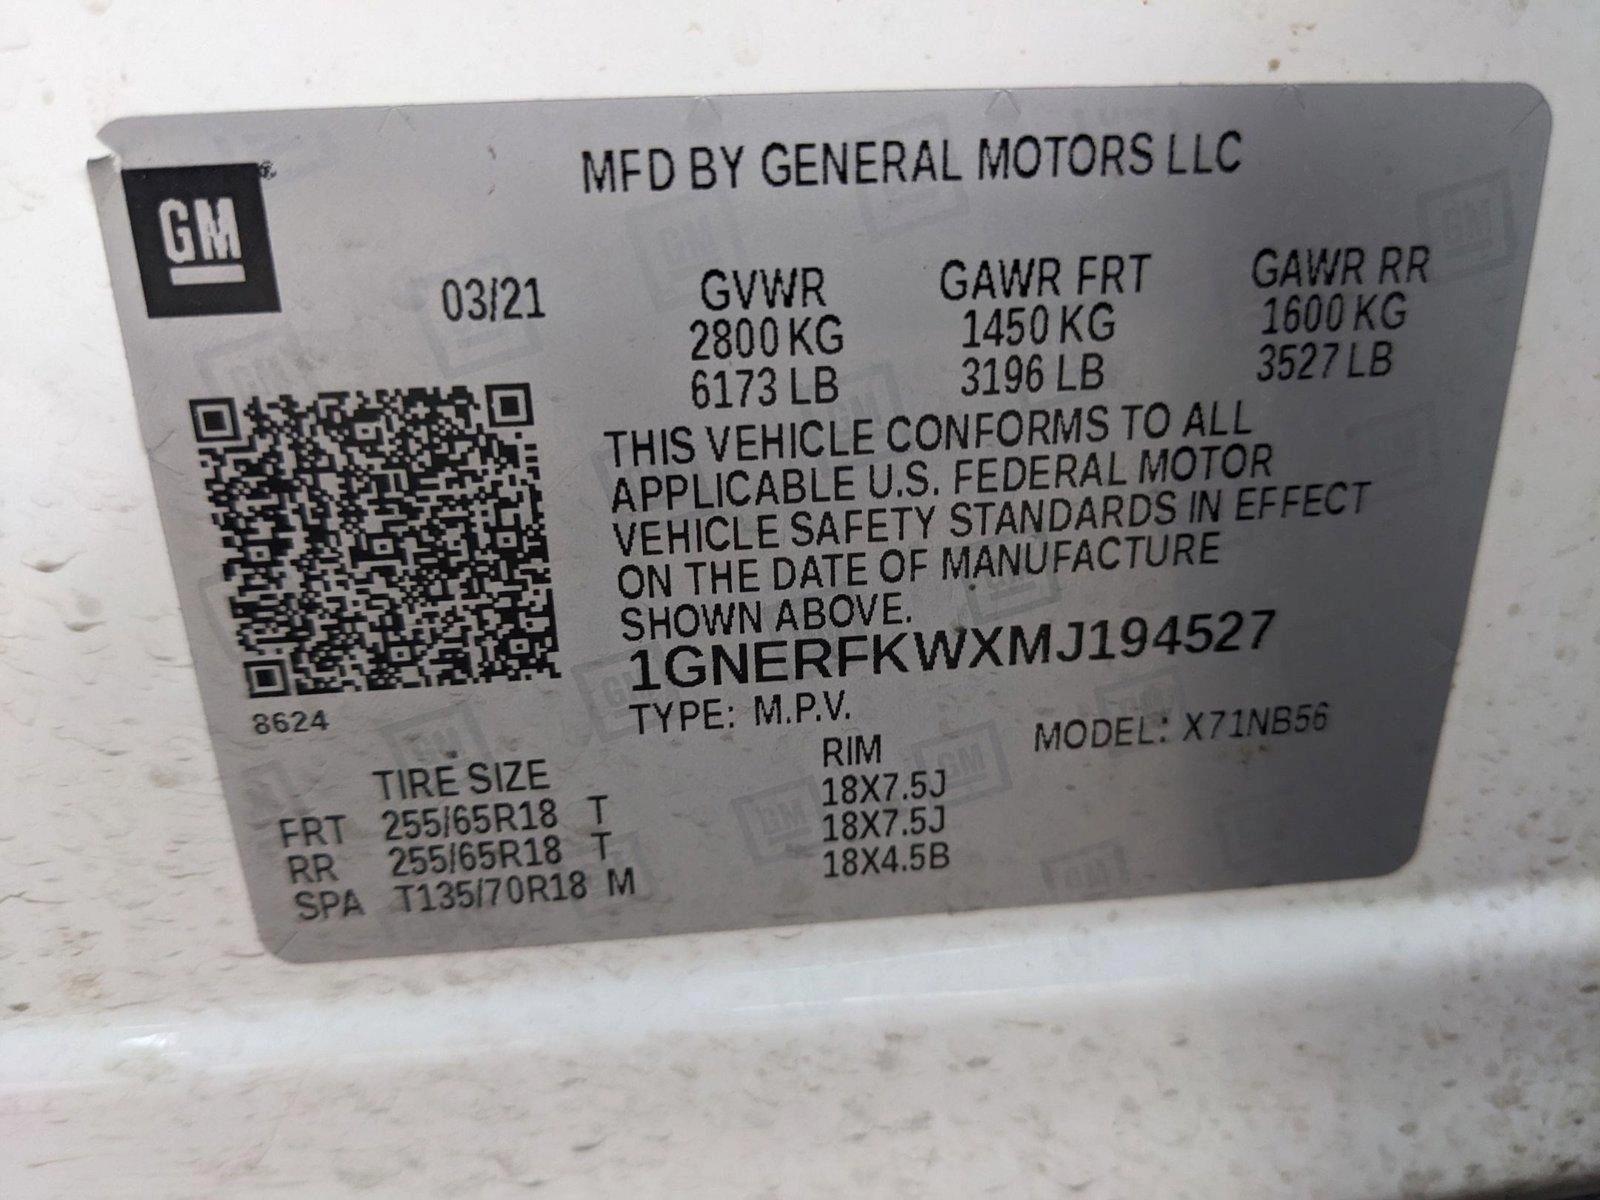 MFD BY GENERAL MOTORS LLC
GM
03/21 GVWR GAWR FRT GAWR RR
2800 KG 1450 KG 1600 KG
6173 LB 3196 LB 3527 LB
THIS VEHICLE CONFORMS TO ALL
APPLICABLE U.S. FEDERAL MOTOR
VEHICLE SAFETY STANDARDS IN EFFECT
ON THE DATE OF MANUFACTURE
SHOWN ABOVE.
1GNERFKWXMJ194527
8624
TYPE: M.P.V. MODEL: X71NB56
TIRE SIZE RIM
FRT 255/65R18 T 18X7.5J
RR 255/65R18 T 18X7.5J
SPA T135/70R18 M 18X4.5B